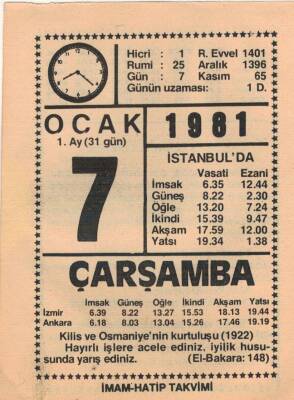 Hicri : 1 R. Evvel 1401
Rumi : 25 Aralık 1396
Gün : 7 Kasım 65
Günün uzaması: 1 D.
OCAK 1981
1. Ay (31 gün)
7
İSTANBUL'DA
Vasati Ezani
İmsak 6.35 12.44
Güneş 8.22 2.30
Öğle 13.20 7.24
İkindi 15.39 9.47
Akşam 17.59 12.00
Yatsı 19.34 1.38
ÇARŞAMBA
İmsak Güneş Öğle İkindi Akşam Yatsı
İzmir 6.39 8.22 13.27 15.53 18.13 19.44
Ankara 6.18 8.03 13.04 15.26 17.46 19.19
Kilis ve Osmaniye'nin kurtuluşu (1922)
Hayırlı işlere acele ediniz, iyilik husu-
sunda yarış ediniz. (El-Bakara: 148)
İMAM-HATİP TAKVİMİ